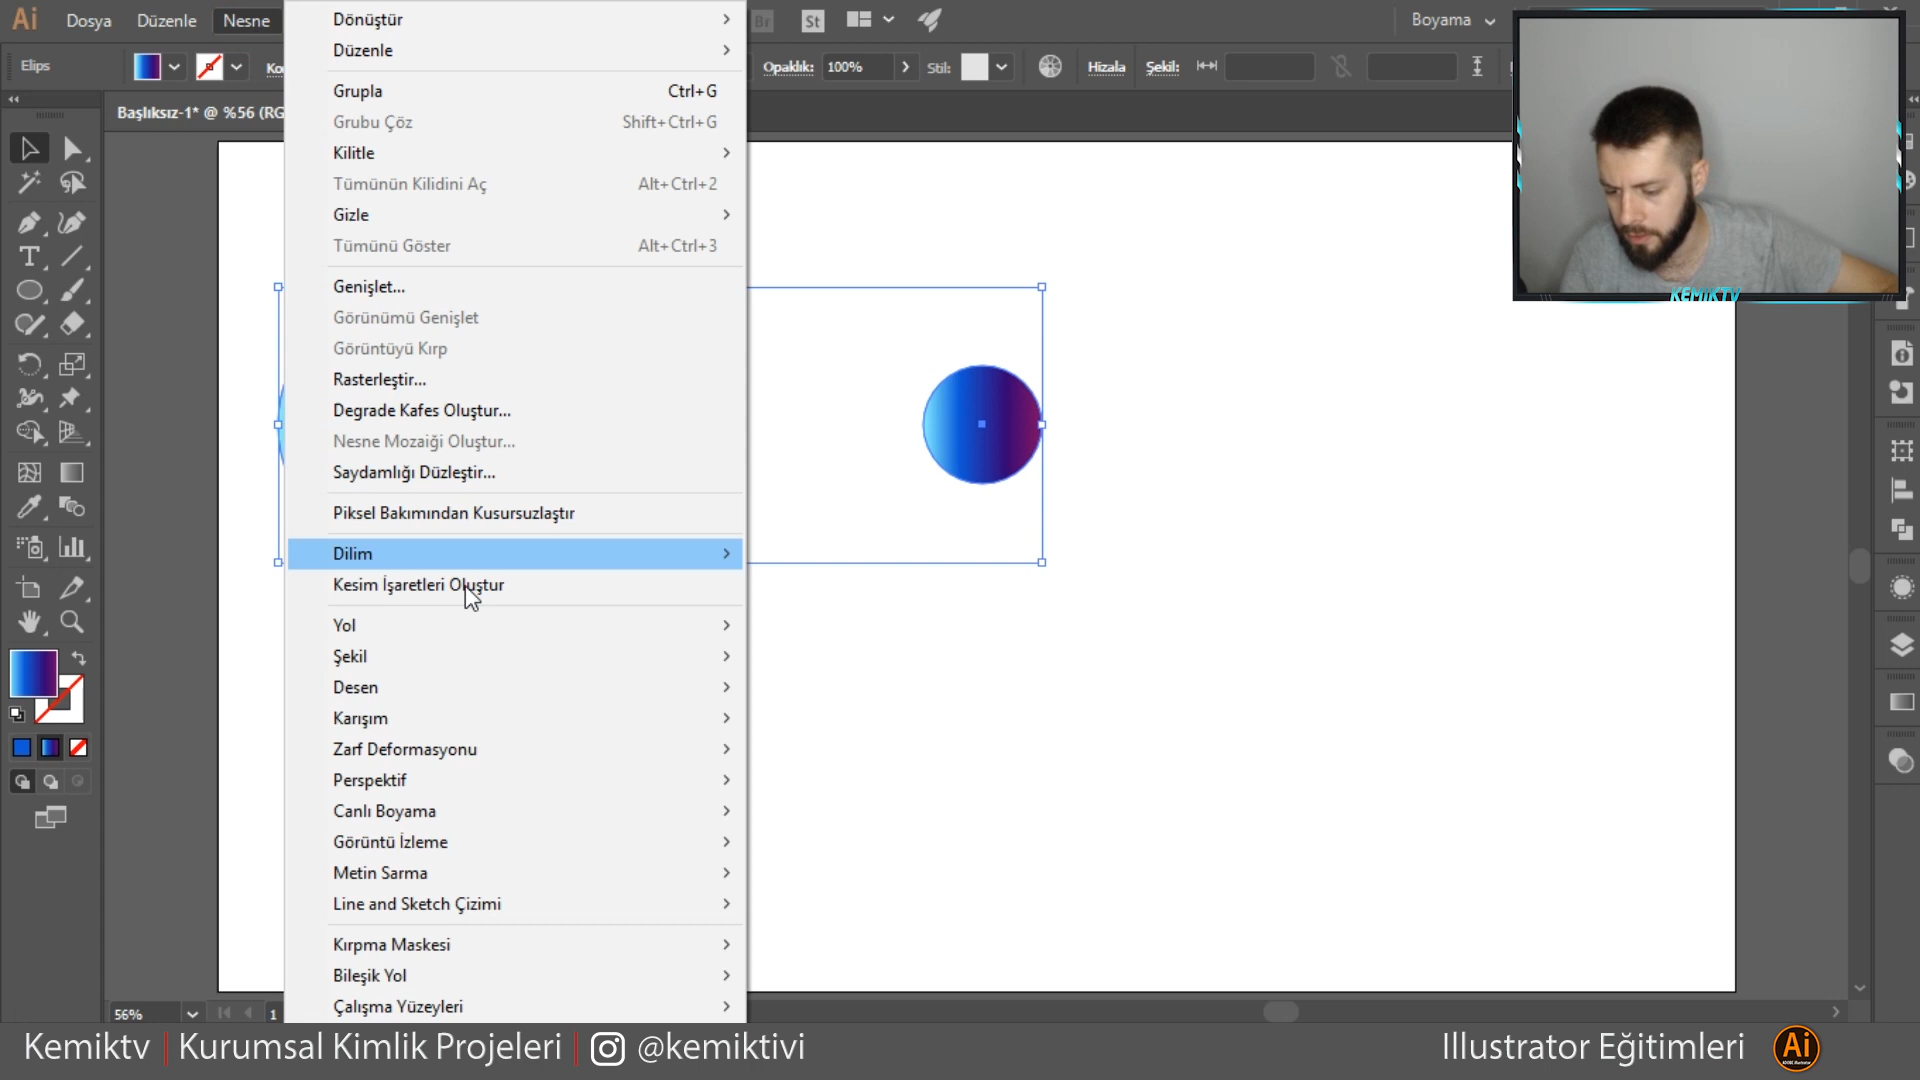 Ai Dosya Düzenle Nesne Br St Boyama
Elips Opaklık: 100% Stil: Hizala Şekil:
Başlıksız-1* @ %56 (RG
Dönüştür
Düzenle
Grupla Ctrl+G
Grubu Çöz Shift+Ctrl+G
Kilitle
Tümünün Kilidini Aç Alt+Ctrl+2
Gizle
Tümünü Göster Alt+Ctrl+3
Genişlet...
Görünümü Genişlet
Görüntüyü Kırp
Rasterleştir...
Degrade Kafes Oluştur...
Nesne Mozaiği Oluştur...
Saydamlığı Düzleştir...
Piksel Bakımından Kusursuzlaştır
Dilim
Kesim İşaretleri Oluştur
Yol
Şekil
Desen
Karışım
Zarf Deformasyonu
Perspektif
Canlı Boyama
Görüntü İzleme
Metin Sarma
Line and Sketch Çizimi
Kırpma Maskesi
Bileşik Yol
Çalışma Yüzeyleri
KEMiKTV
56% 1
Kemiktv | Kurumsal Kimlik Projeleri | @kemiktivi
Illustrator Eğitimleri Ai